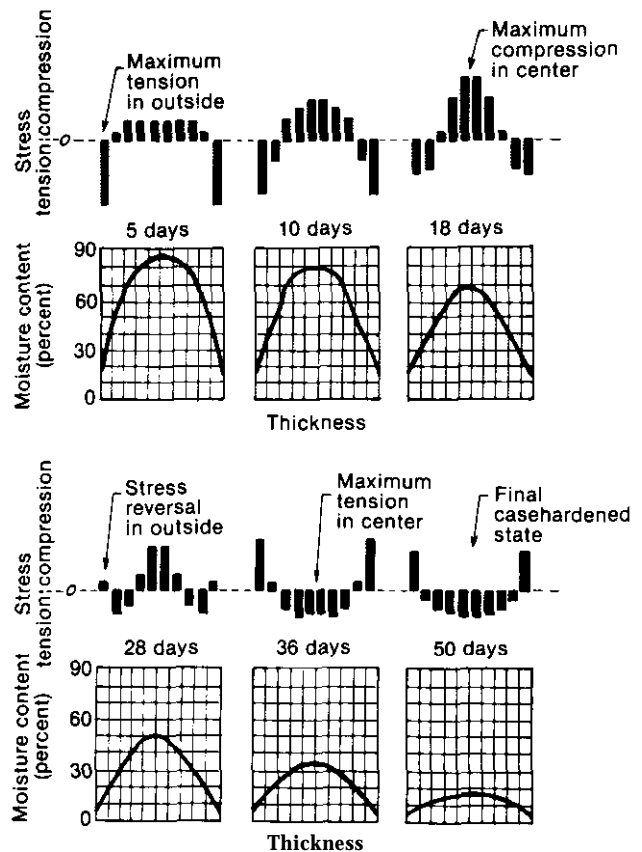 Maximum
tension
in outside
Maximum
compression
in center
Stress
tension:compression
0
5 days
10 days
18 days
Moisture content
(percent)
90
60
30
0
Thickness
Stress
reversal
in outside
Maximum
tension
in center
Final
casehardened
state
Stress
tension:compression
0
28 days
36 days
50 days
Moisture content
(percent)
90
60
30
0
Thickness